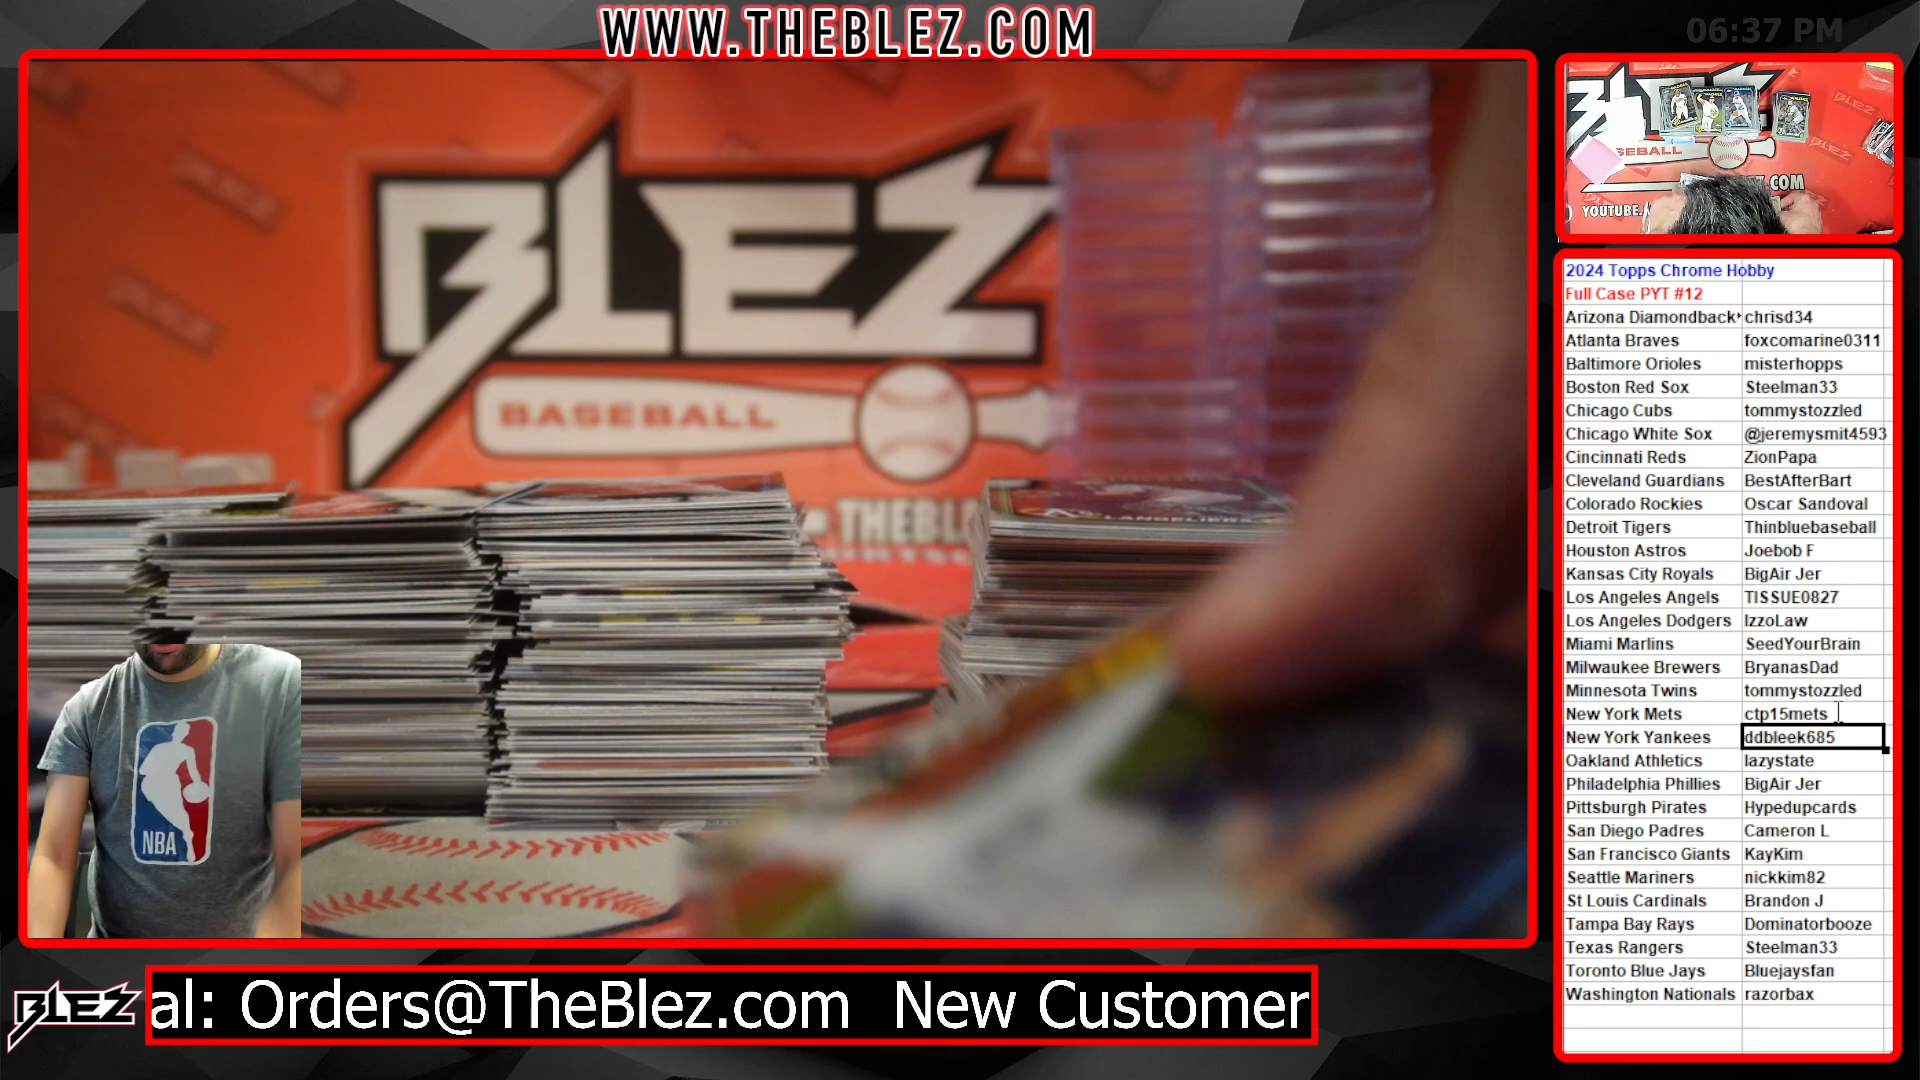 WWW.THEBLEZ.COM
06:37 PM
BLEZ
BASEBALL
THEBL
LANGELIERS
NBA
BLEZ
SEBALL
.COM
YOUTUBE.
2024 Topps Chrome Hobby
Full Case PYT #12
Arizona Diamondback chrisd34
Atlanta Braves foxcomarine0311
Baltimore Orioles misterhopps
Boston Red Sox Steelman33
Chicago Cubs tommystozzled
Chicago White Sox @jeremysmit4593
Cincinnati Reds ZionPapa
Cleveland Guardians BestAfterBart
Colorado Rockies Oscar Sandoval
Detroit Tigers Thinbluebaseball
Houston Astros Joebob F
Kansas City Royals BigAir Jer
Los Angeles Angels TISSUE0827
Los Angeles Dodgers IzzoLaw
Miami Marlins SeedYourBrain
Milwaukee Brewers BryanasDad
Minnesota Twins tommystozzled
New York Mets ctp15mets
New York Yankees ddbleek685
Oakland Athletics lazystate
Philadelphia Phillies BigAir Jer
Pittsburgh Pirates Hypedupcards
San Diego Padres Cameron L
San Francisco Giants KayKim
Seattle Mariners nickkim82
St Louis Cardinals Brandon J
Tampa Bay Rays Dominatorbooze
Texas Rangers Steelman33
Toronto Blue Jays Bluejaysfan
Washington Nationals razorbax
BLEZ
al: Orders@TheBlez.com New Customer